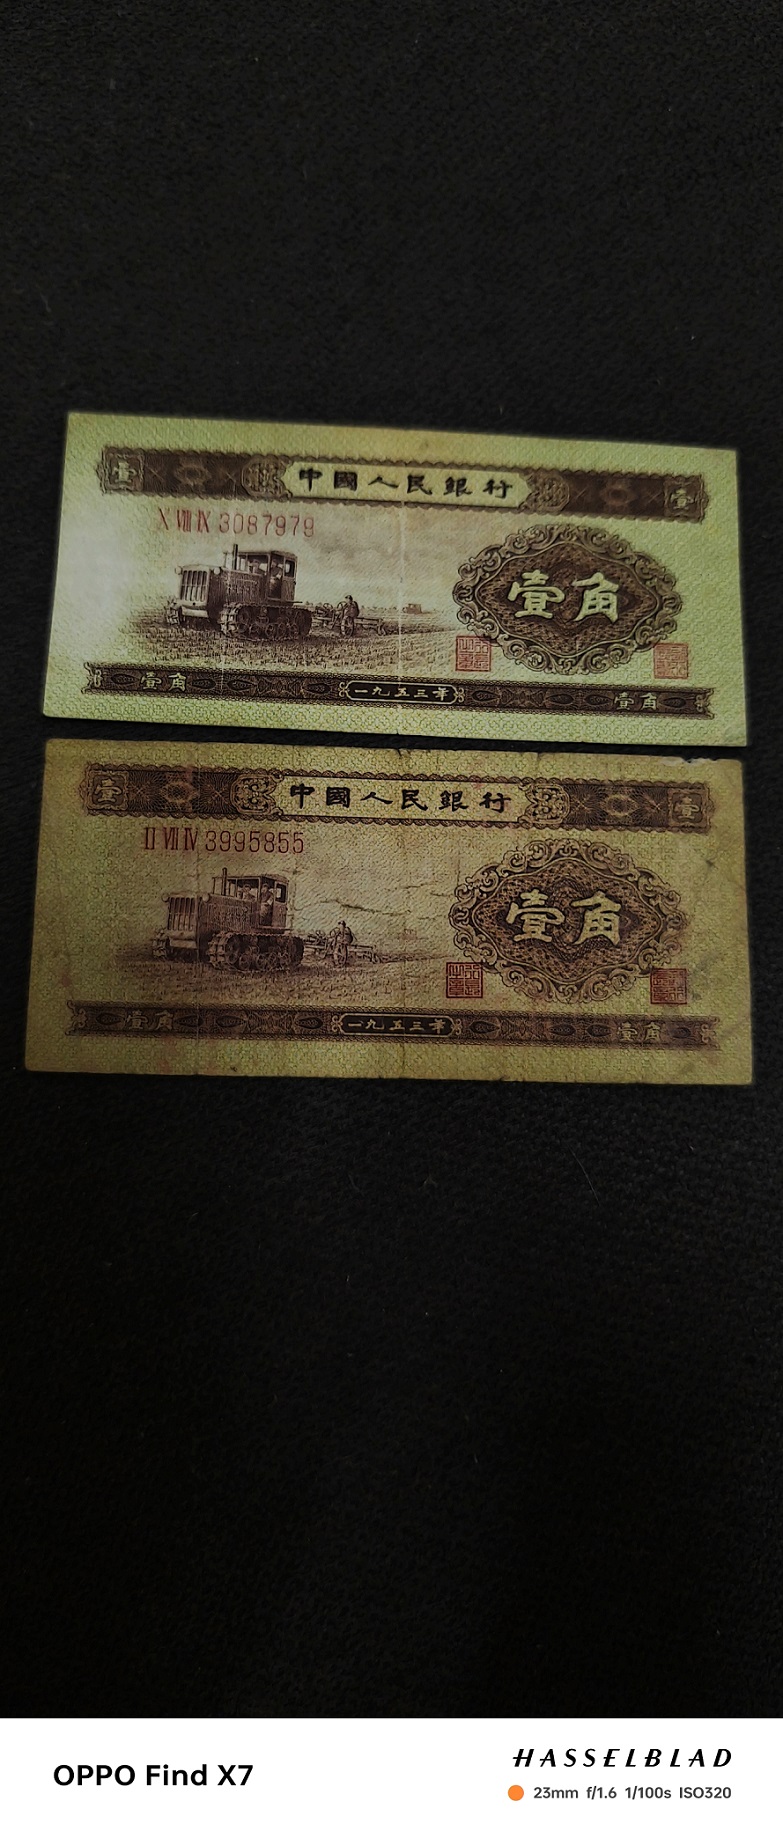 壹 中國人民銀行 壹
X VIII IX 3087979
壹角
壹角 一九五三年 壹角
壹 中國人民銀行 壹
II VII IV 3995855
壹角
壹角 一九五三年 壹角
OPPO Find X7
HASSELBLAD
23mm f/1.6 1/100s ISO320